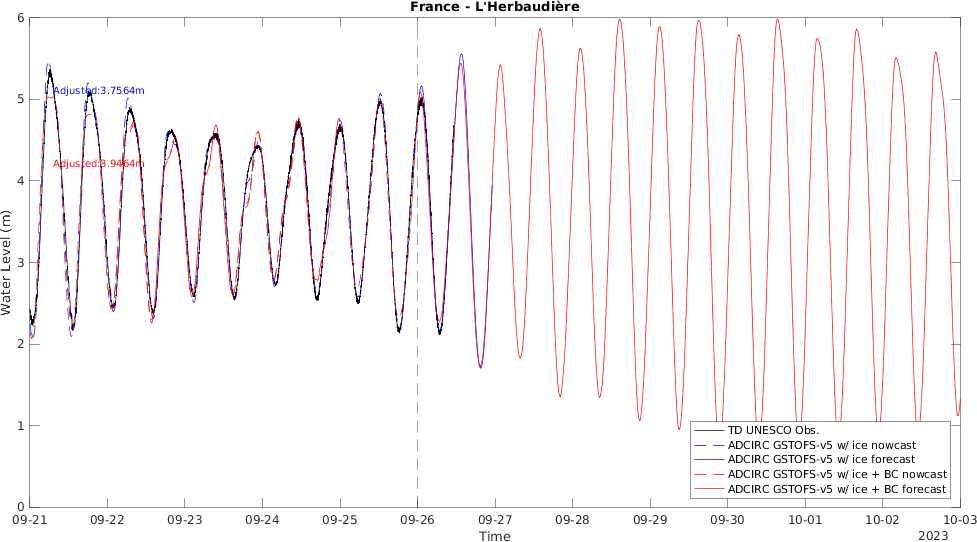 France - L'Herbaudière
6
5
4
3
2
1
0
Water Level (m)
Adjusted:3.7564m
Adjusted:3.9464m
TD UNESCO Obs.
ADCIRC GSTOFS-v5 w/ ice nowcast
ADCIRC GSTOFS-v5 w/ ice forecast
ADCIRC GSTOFS-v5 w/ ice + BC nowcast
ADCIRC GSTOFS-v5 w/ ice + BC forecast
09-21 09-22 09-23 09-24 09-25 09-26 09-27 09-28 09-29 09-30 10-01 10-02 10-03
Time
2023